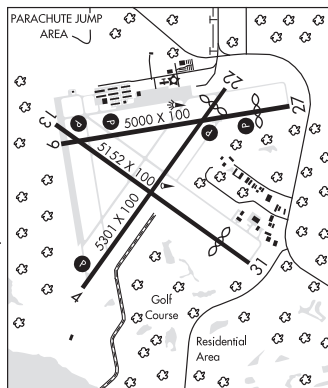 PARACHUTE JUMP
AREA
22
27
13
9
5000 X 100
P
P
P
P
5152 X 100
5301 X 100
P
4
31
Golf
Course
Residential
Area